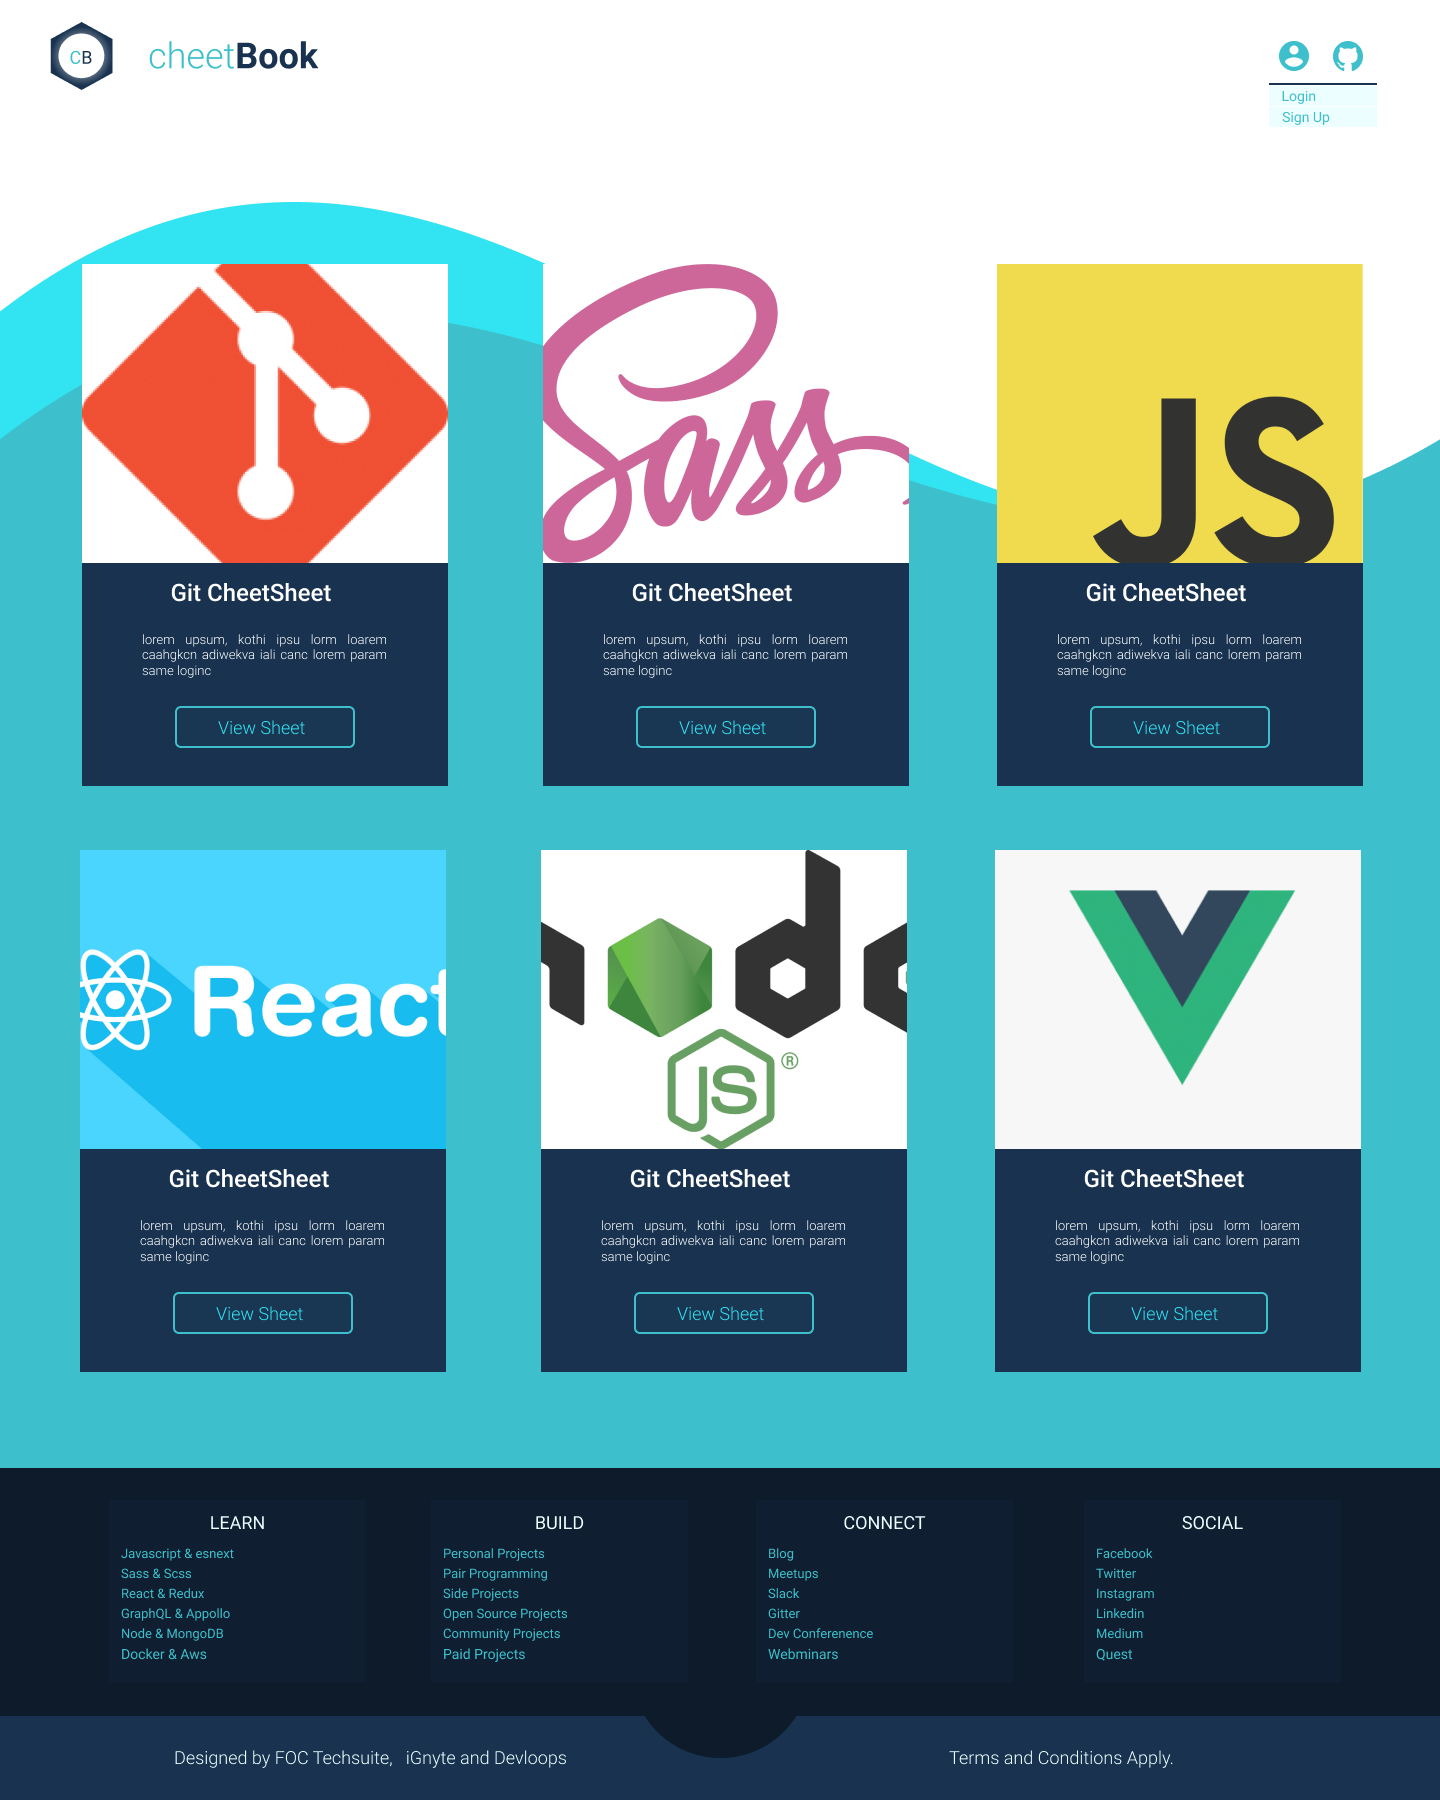 CB
cheetBook
Login
Sign Up
Sass
JS
Git CheetSheet
lorem upsum, kothi ipsu lorm loarem
caahgkcn adiwekva iali canc lorem param
same loginc
View Sheet
Git CheetSheet
lorem upsum, kothi ipsu lorm loarem
caahgkcn adiwekva iali canc lorem param
same loginc
View Sheet
Git CheetSheet
lorem upsum, kothi ipsu lorm loarem
caahgkcn adiwekva iali canc lorem param
same loginc
View Sheet
React
node
JS®
Git CheetSheet
lorem upsum, kothi ipsu lorm loarem
caahgkcn adiwekva iali canc lorem param
same loginc
View Sheet
Git CheetSheet
lorem upsum, kothi ipsu lorm loarem
caahgkcn adiwekva iali canc lorem param
same loginc
View Sheet
Git CheetSheet
lorem upsum, kothi ipsu lorm loarem
caahgkcn adiwekva iali canc lorem param
same loginc
View Sheet
LEARN
Javascript & esnext
Sass & Scss
React & Redux
GraphQL & Appollo
Node & MongoDB
Docker & Aws
BUILD
Personal Projects
Pair Programming
Side Projects
Open Source Projects
Community Projects
Paid Projects
CONNECT
Blog
Meetups
Slack
Gitter
Dev Conferenence
Webminars
SOCIAL
Facebook
Twitter
Instagram
Linkedin
Medium
Quest
Designed by FOC Techsuite, iGnyte and Devloops
Terms and Conditions Apply.